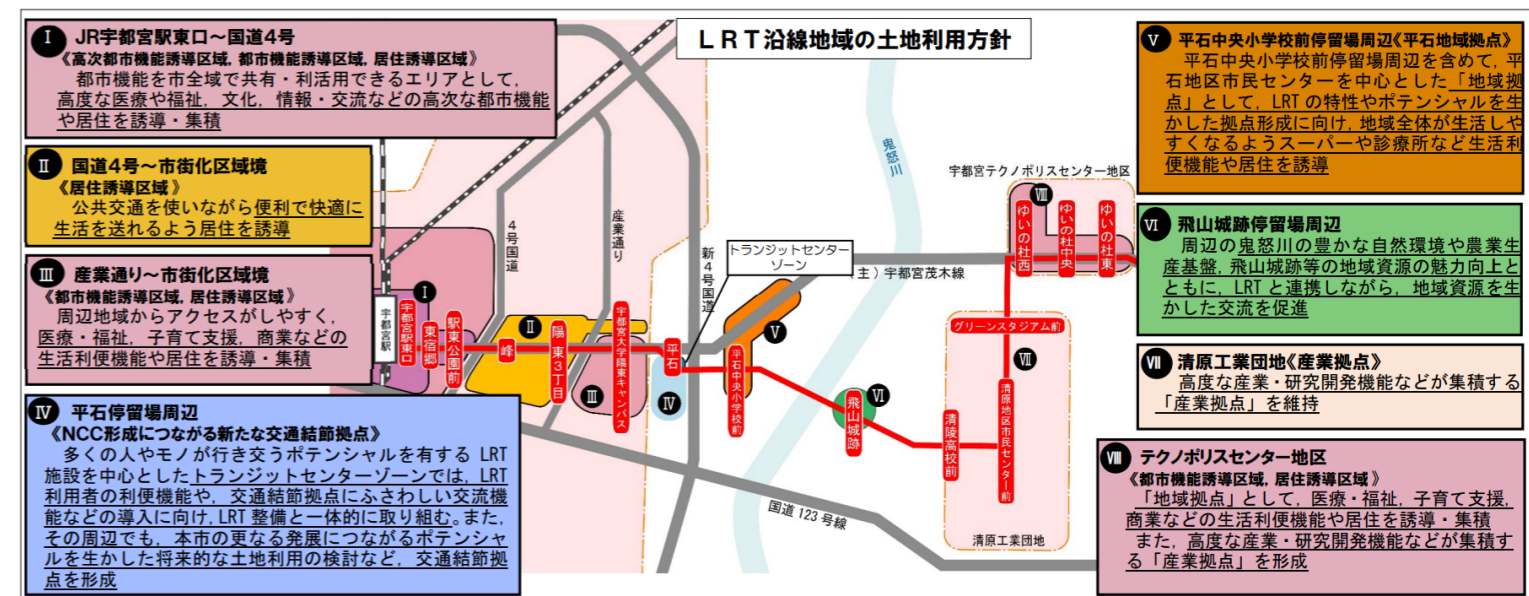 LRT沿線地域の土地利用方針
Ⅰ JR宇都宮駅東口～国道4号
《高次都市機能誘導区域, 都市機能誘導区域, 居住誘導区域》
都市機能を市全域で共有・利活用できるエリアとして,
高度な医療や福祉, 文化, 情報・交流などの高次な都市機能
や居住を誘導・集積
Ⅱ 国道4号～市街化区域境
《居住誘導区域》
公共交通を使いながら便利で快適に
生活を送れるよう居住を誘導
Ⅲ 産業通り～市街化区域境
《都市機能誘導区域, 居住誘導区域》
周辺地域からアクセスがしやすく,
医療・福祉, 子育て支援, 商業などの
生活利便機能や居住を誘導・集積
Ⅳ 平石停留場周辺
《NCC形成につながる新たな交通結節拠点》
多くの人やモノが行き交うポテンシャルを有する LRT
施設を中心としたトランジットセンターゾーンでは, LRT
利用者の利便機能や, 交通結節拠点にふさわしい交流機
能などの導入に向け, LRT 整備と一体的に取り組む。また,
その周辺でも, 本市の更なる発展につながるポテンシャ
ルを生かした将来的な土地利用の検討など, 交通結節拠
点を形成
宇都宮駅
Ⅰ
宇都宮駅東口
東宿郷
駅東公園前
4号国道
峰
Ⅱ
陽東3丁目
産業通り
Ⅲ
宇都宮大学陽東キャンパス
新4号国道
平石
Ⅳ
トランジットセンター
ゾーン
平石中央小学校前
Ⅴ
鬼怒川
(主)宇都宮茂木線
飛山城跡
Ⅵ
国道123号線
清陵高校前
清原地区市民センター前
グリーンスタジアム前
Ⅶ
清原工業団地
宇都宮テクノポリスセンター地区
Ⅷ
ゆいの杜西
ゆいの杜中央
ゆいの杜東
Ⅴ 平石中央小学校前停留場周辺《平石地域拠点》
平石中央小学校前停留場周辺を含めて, 平
石地区市民センターを中心とした「地域拠
点」として, LRT の特性やポテンシャルを生
かした拠点形成に向け, 地域全体が生活しや
すくなるようスーパーや診療所など生活利
便機能や居住を誘導
Ⅵ 飛山城跡停留場周辺
周辺の鬼怒川の豊かな自然環境や農業生
産基盤, 飛山城跡等の地域資源の魅力向上と
ともに, LRT と連携しながら, 地域資源を生
かした交流を促進
Ⅶ 清原工業団地《産業拠点》
高度な産業・研究開発機能などが集積する
「産業拠点」を維持
Ⅷ テクノポリスセンター地区
《都市機能誘導区域, 居住誘導区域》
「地域拠点」として, 医療・福祉, 子育て支援,
商業などの生活利便機能や居住を誘導・集積
また, 高度な産業・研究開発機能などが集積す
る「産業拠点」を形成